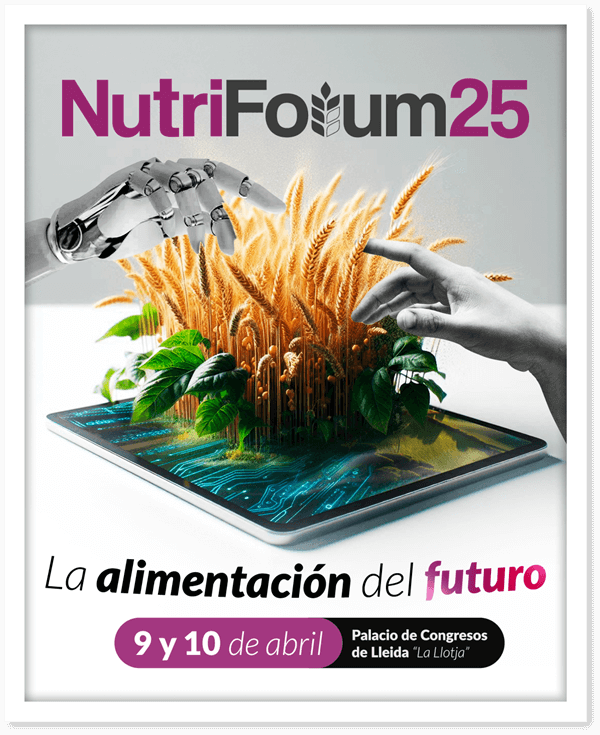 NutriForum25
La alimentación del futuro
9 y 10 de abril
Palacio de Congresos
de Lleida "La Llotja"